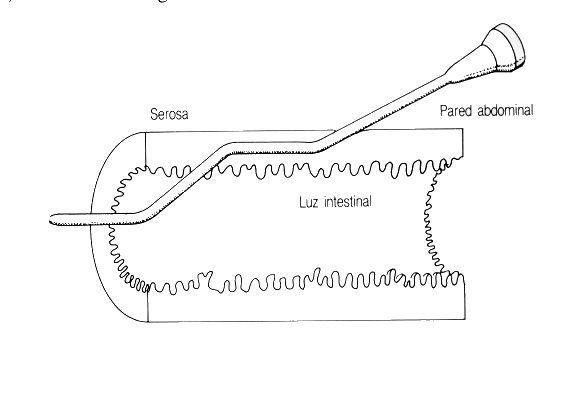 Serosa
Pared abdominal
Luz intestinal